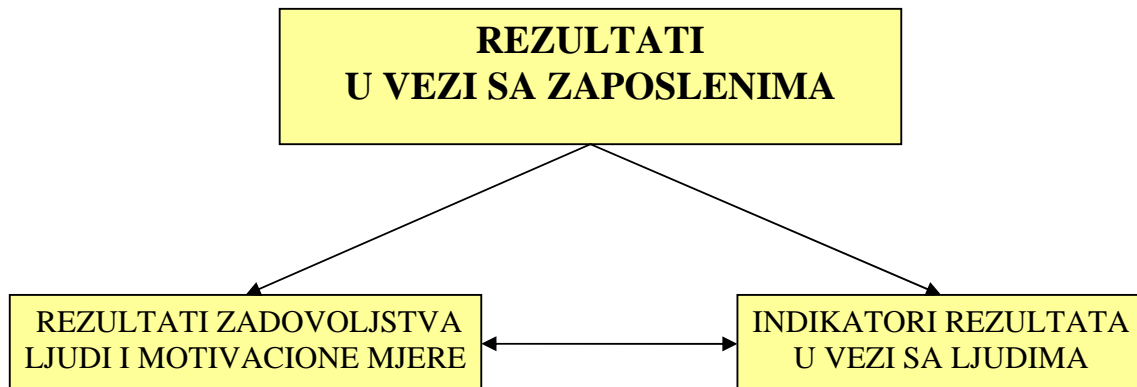 REZULTATI
U VEZI SA ZAPOSLENIMA
REZULTATI ZADOVOLJSTVA
LJUDI I MOTIVACIONE MJERE
INDIKATORI REZULTATA
U VEZI SA LJUDIMA